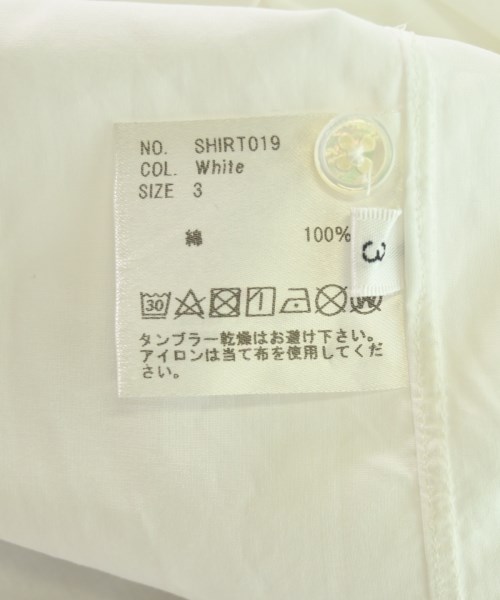 NO. SHIRT019
COL. White
SIZE 3
綿 100%
3
30
W
タンブラー乾燥はお避け下さい。
アイロンは当て布を使用してくだ
さい。